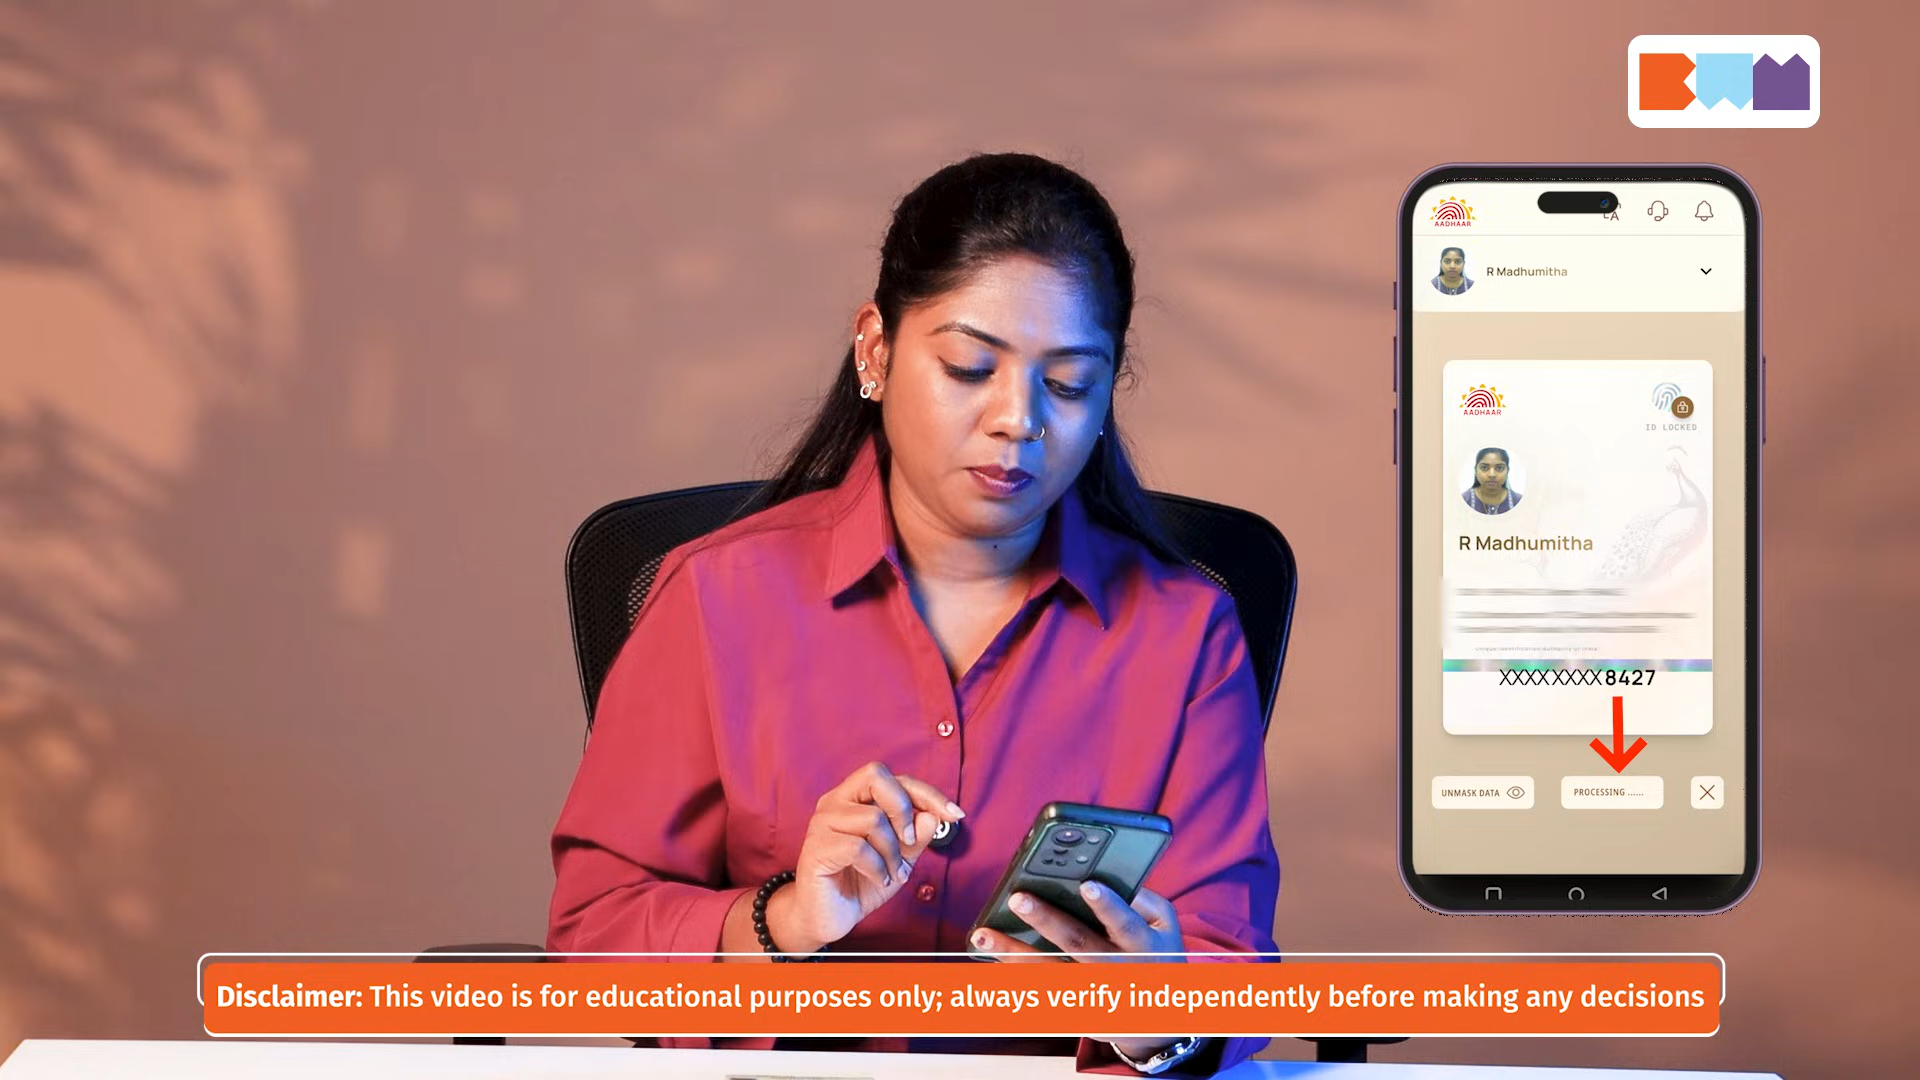 AADHAAR
R Madhumitha
AADHAAR
ID LOCKED
R Madhumitha
XXXX XXXX 8427
UNMASK DATA
PROCESSING ......
Disclaimer: This video is for educational purposes only; always verify independently before making any decisions